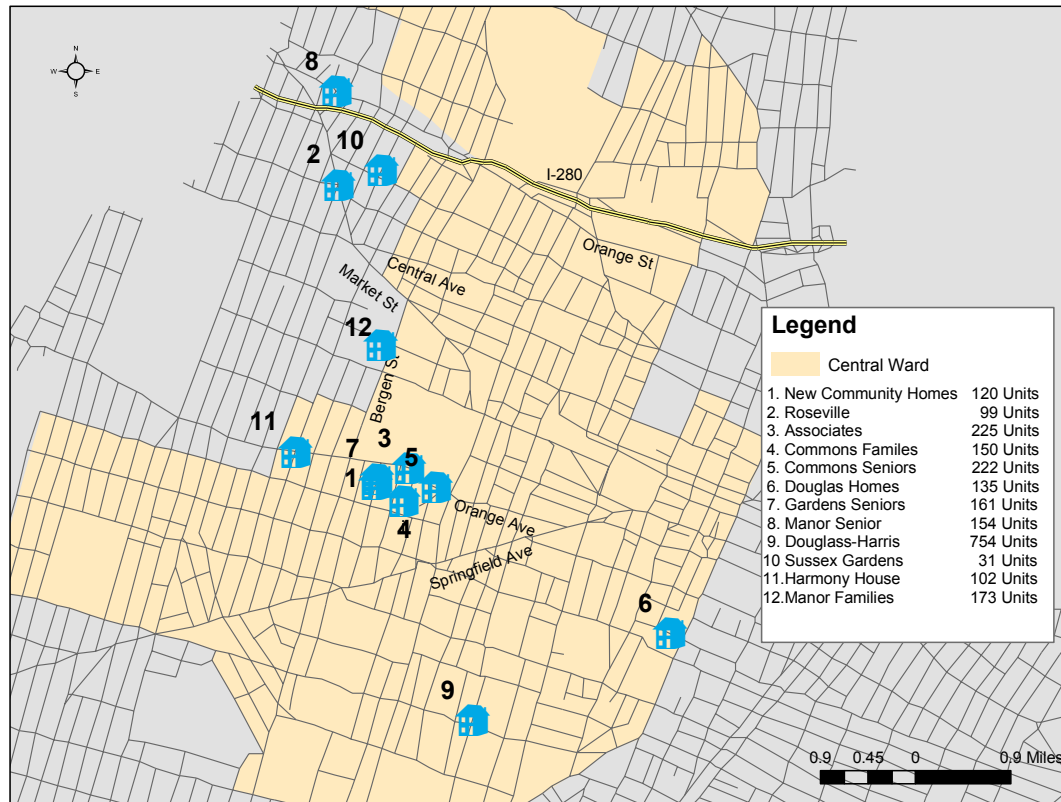 N
W E
S
8
10
2
I-280
Orange St
Central Ave
Market St
12
Bergen St
11
7
3
5
1
4
Orange Ave
Springfield Ave
6
9
Legend
Central Ward
1. New Community Homes 120 Units
2. Roseville 99 Units
3. Associates 225 Units
4. Commons Familes 150 Units
5. Commons Seniors 222 Units
6. Douglas Homes 135 Units
7. Gardens Seniors 161 Units
8. Manor Senior 154 Units
9. Douglass-Harris 754 Units
10 Sussex Gardens 31 Units
11.Harmony House 102 Units
12.Manor Families 173 Units
0.9 0.45 0 0.9 Miles